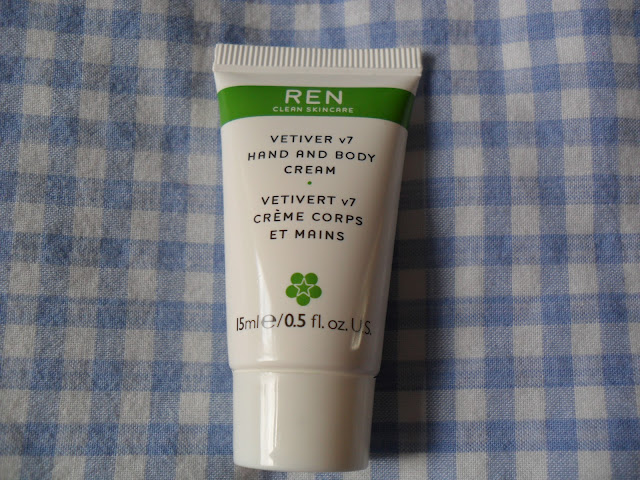 REN
CLEAN SKINCARE
VETIVER v7
HAND AND BODY
CREAM
VETIVERT v7
CRÈME CORPS
ET MAINS
15ml℮/0.5 fl. oz. U.S.